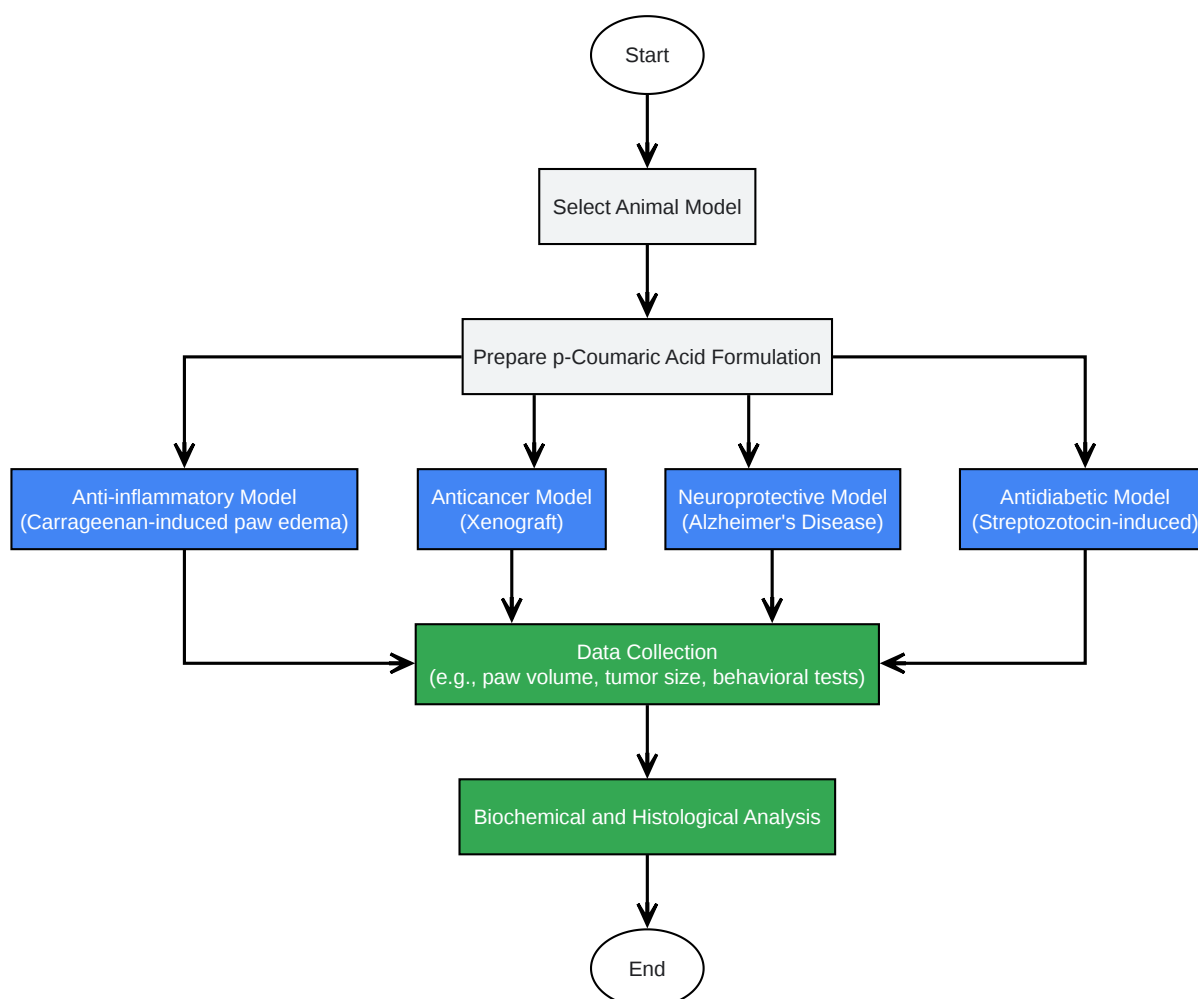 Start
Select Animal Model
Prepare p-Coumaric Acid Formulation
Anti-inflammatory Model
(Carrageenan-induced paw edema)
Anticancer Model
(Xenograft)
Neuroprotective Model
(Alzheimer's Disease)
Antidiabetic Model
(Streptozotocin-induced)
Data Collection
(e.g., paw volume, tumor size, behavioral tests)
Biochemical and Histological Analysis
End